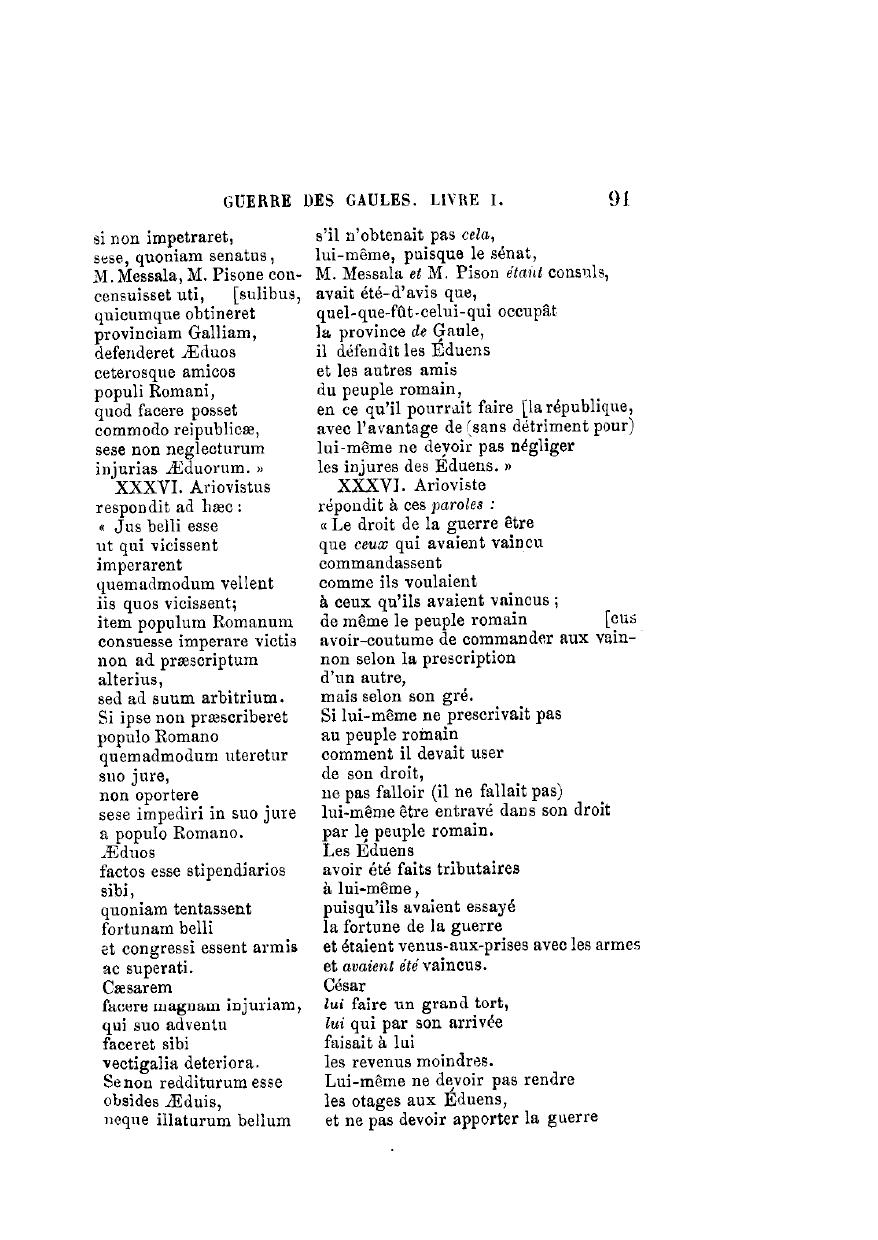 GUERRE DES GAULES. LIVRE I. 91
si non impetraret,
sese, quoniam senatus,
M. Messala, M. Pisone con-
censuisset uti, [sulibus,
quicumque obtineret
provinciam Galliam,
defenderet Æduos
ceterosque amicos
populi Romani,
quod facere posset
commodo reipublicæ,
sese non neglecturum
injurias Æduorum. »
XXXVI. Ariovistus
respondit ad hæc :
« Jus belli esse
ut qui vicissent
imperarent
quemadmodum vellent
iis quos vicissent;
item populum Romanum
consuesse imperare victis
non ad præscriptum
alterius,
sed ad suum arbitrium.
Si ipse non præscriberet
populo Romano
quemadmodum uteretur
suo jure,
non oportere
sese impediri in suo jure
a populo Romano.
Æduos
factos esse stipendiarios
sibi,
quoniam tentassent
fortunam belli
et congressi essent armis
ac superati.
Cæsarem
facere magnam injuriam,
qui suo adventu
faceret sibi
vectigalia deteriora.
Se non redditurum esse
obsides Æduis,
neque illaturum bellum
s'il n'obtenait pas cela,
lui-même, puisque le sénat,
M. Messala et M. Pison étant consuls,
avait été-d'avis que,
quel-que-fût-celui-qui occupât
la province de Gaule,
il défendît les Éduens
et les autres amis
du peuple romain,
en ce qu'il pourrait faire [la république,
avec l'avantage de (sans détriment pour)
lui-même ne devoir pas négliger
les injures des Éduens. »
XXXVI. Arioviste
répondit à ces paroles :
« Le droit de la guerre être
que ceux qui avaient vaincu
commandassent
comme ils voulaient
à ceux qu'ils avaient vaincus ;
de même le peuple romain [cus
avoir-coutume de commander aux vain-
non selon la prescription
d'un autre,
mais selon son gré.
Si lui-même ne prescrivait pas
au peuple romain
comment il devait user
de son droit,
ne pas falloir (il ne fallait pas)
lui-même être entravé dans son droit
par le peuple romain.
Les Éduens
avoir été faits tributaires
à lui-même,
puisqu'ils avaient essayé
la fortune de la guerre
et étaient venus-aux-prises avec les armes
et avaient été vaincus.
César
lui faire un grand tort,
lui qui par son arrivée
faisait à lui
les revenus moindres.
Lui-même ne devoir pas rendre
les otages aux Éduens,
et ne pas devoir apporter la guerre